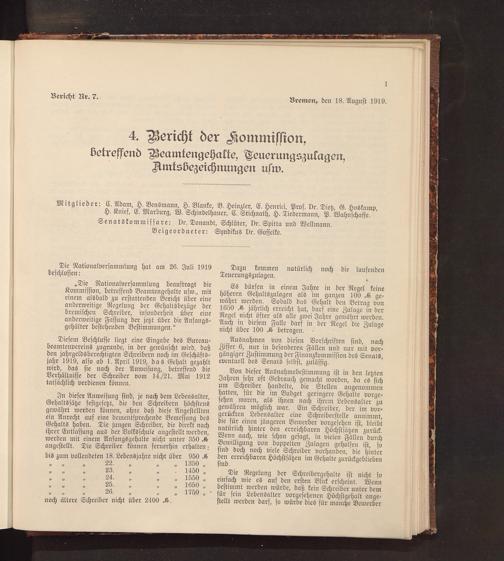 1
Bericht Nr. 7.
Bremen, den 18. August 1919.
4. Bericht der Kommission,
betreffend Beamtengehalte, Teuerungszulagen,
Amtsbezeichnungen usw.
Mitglieder: C. Adam, H. Bensmann, H. Blanke, B. Heinzler, E. Henrici, Prof. Dr. Dietz, G. Hoskamp,
H. Knief, E. Marburg, W. Schindelhauer, C. Stichnath, H. Tiedermann, P. Wahrschaffe.
Senatskommissare: Dr. Donandt, Schlüter, Dr. Spitta und Wellmann.
Beigeordneter: Syndikus Dr. Goffeke.
Die Nationalversammlung hat am 26. Juli 1919
beschlossen:
„Die Nationalversammlung beauftragt die
Kommission, betreffend Beamtengehalte usw., mit
einem alsbald zu erstattenden Bericht über eine
anderweitige Regelung der Gehaltsbezüge der
bremischen Schreiber, insonderheit über eine
anderweitige Fassung der jetzt über die Anfangs-
gehälter bestehenden Bestimmungen.“
Diesem Beschlusse liegt eine Eingabe des Bureau-
beamtenvereins zugrunde, in der gewünscht wird, daß
den zahrgeldberechtigten Schreibern noch im Geschäfts-
jahr 1919, also ab 1. April 1919, das Gehalt gezahlt
wird, das sie nach der Anweisung, betreffend die
Verhältnisse der Schreiber vom 14./21. Mai 1912
tatsächlich verdienen können.
In dieser Anweisung sind, je nach dem Lebensalter,
Gehaltssätze festgelegt, die den Schreibern höchstens
gewährt werden können, ohne daß diese Angestellten
ein Anrecht auf eine dementsprechende Bemessung des
Gehalts haben. Die jungen Schreiber, die direkt nach
ihrer Entlassung aus der Volksschule angestellt worden,
werden mit einem Anfangsgehalte nicht unter 350 ℳ
angestellt. Die Schreiber können fernerhin erhalten:
bis zum vollendeten 18. Lebensjahre nicht über 950 ℳ
„ „ „ 22. „ „ „ 1350 „
„ „ „ 23. „ „ „ 1450 „
„ „ „ 24. „ „ „ 1550 „
„ „ „ 25. „ „ „ 1650 „
„ „ „ 26. „ „ „ 1750 „
noch ältere Schreiber nicht über 2400 ℳ.
Dazu kommen natürlich noch die laufenden
Teuerungszulagen.
Es dürfen in einem Jahre in der Regel keine
höheren Gehaltszulagen als im ganzen 100 ℳ ge-
währt werden. Sobald das Gehalt den Betrag von
1650 ℳ jährlich erreicht hat, darf eine Zulage in der
Regel nicht öfter als alle zwei Jahre gewährt werden.
Auch in diesem Falle darf in der Regel die Zulage
nicht über 100 ℳ betragen.
Ausnahmen von diesen Vorschriften sind, nach
Ziffer 6, nur in besonderen Fällen und nur mit vor-
gängiger Zustimmung der Finanzkommission des Senats,
eventuell des Senats selbst, zulässig.
Von dieser Ausnahmebestimmung ist in den letzten
Jahren sehr oft Gebrauch gemacht worden, da es sich
um Schreiber handelte, die Stellen angenommen
hatten, für die im Budget geringere Gehalte vorge-
sehen waren, als ihnen nach ihrem Lebensalter zu
gewähren möglich war. Ein Schreiber, der im vor-
gerückten Lebensalter eine Schreiberstelle annimmt,
die für einen jüngeren Bewerber vorgesehen ist, bleibt
natürlich hinter den erreichbaren Höchstsätzen zurück.
Wenn auch, wie schon gesagt, in vielen Fällen durch
Bewilligung von doppelten Zulagen geholfen ist, so
sind doch noch viele Schreiber vorhanden, die hinter
den erreichbaren Höchstsätzen im Gehalte zurückgeblieben
sind.
Die Regelung der Schreibergehalte ist nicht so
einfach wie es auf den ersten Blick erscheint. Wenn
bestimmt werden würde, daß kein Schreiber unter dem
für sein Lebensalter vorgesehenen Höchstgehalt ange-
stellt werden darf, so würde dies für manche Bewerber